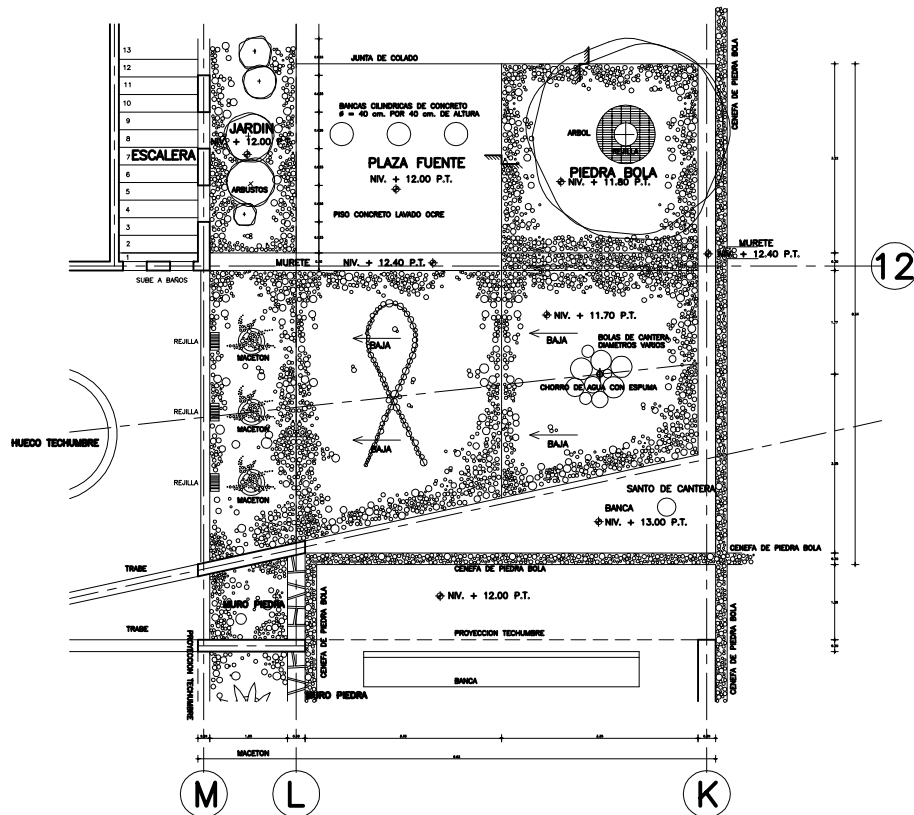 13
12
11
10
9
8
7
6
5
4
3
2
1
ESCALERA
SUBE A BAÑOS
JARDIN
NIV. + 12.00 P.T.
ARBUSTOS
JUNTA DE COLADO
BANCAS CILINDRICAS DE CONCRETO
ø = 40 cm. POR 40 cm. DE ALTURA
PLAZA FUENTE
NIV. + 12.00 P.T.
PISO CONCRETO LAVADO OCRE
ARBOL
REJILLA
PIEDRA BOLA
NIV. + 11.80 P.T.
CENEFA DE PIEDRA BOLA
MURETE
NIV. + 12.40 P.T.
MURETE
NIV. + 12.40 P.T.
12
NIV. + 11.70 P.T.
REJILLA
MACETON
BAJA
BAJA
BOLAS DE CANTERA
DIAMETROS VARIOS
CHORRO DE AGUA CON ESPUMA
REJILLA
MACETON
HUECO TECHUMBRE
BAJA
BAJA
REJILLA
MACETON
SANTO DE CANTERA
BANCA
NIV. + 13.00 P.T.
CENEFA DE PIEDRA BOLA
TRABE
CENEFA DE PIEDRA BOLA
MURO PIEDRA
NIV. + 12.00 P.T.
TRABE
PROYECCION TECHUMBRE
PROYECCION TECHUMBRE
CENEFA DE PIEDRA BOLA
CENEFA DE PIEDRA BOLA
BANCA
MURO PIEDRA
MACETON
M
L
K